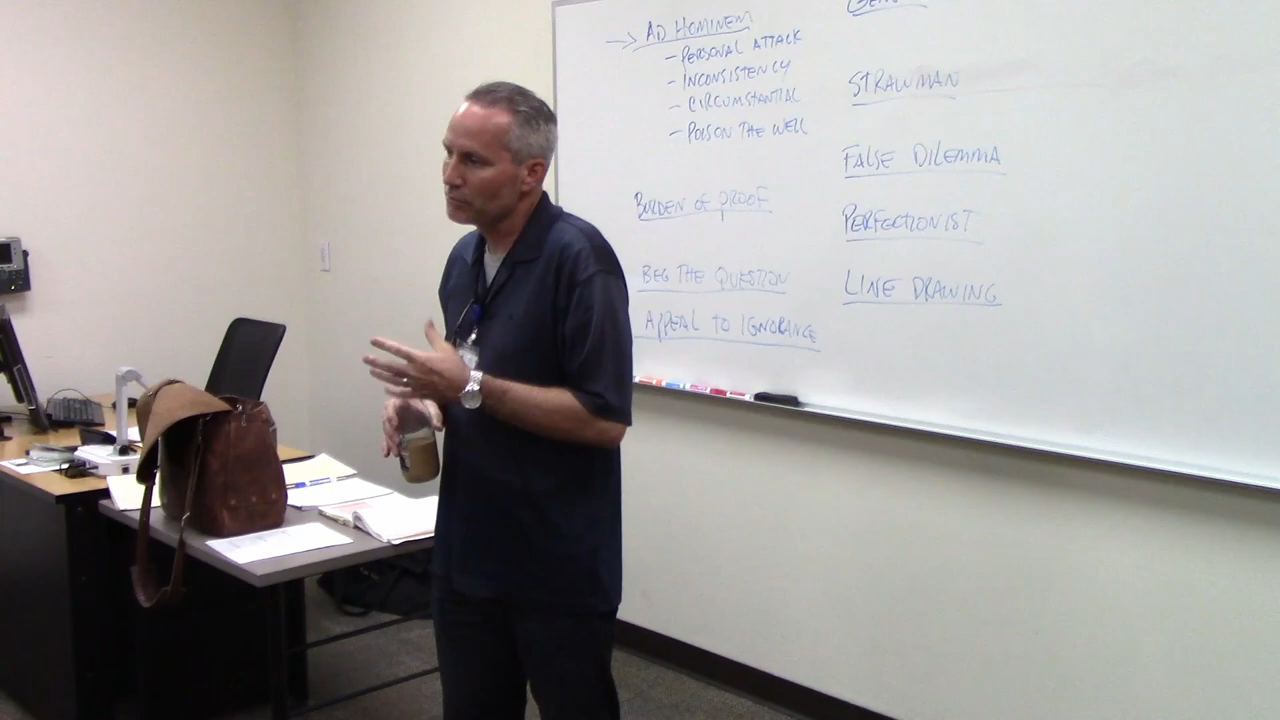 AD HOMINEM
- PERSONAL ATTACK
- INCONSISTENCY
- CIRCUMSTANTIAL
- POISON THE WELL
BURDEN OF PROOF
BEG THE QUESTION
APPEAL TO IGNORANCE
STRAWMAN
FALSE DILEMMA
PERFECTIONIST
LINE DRAWING